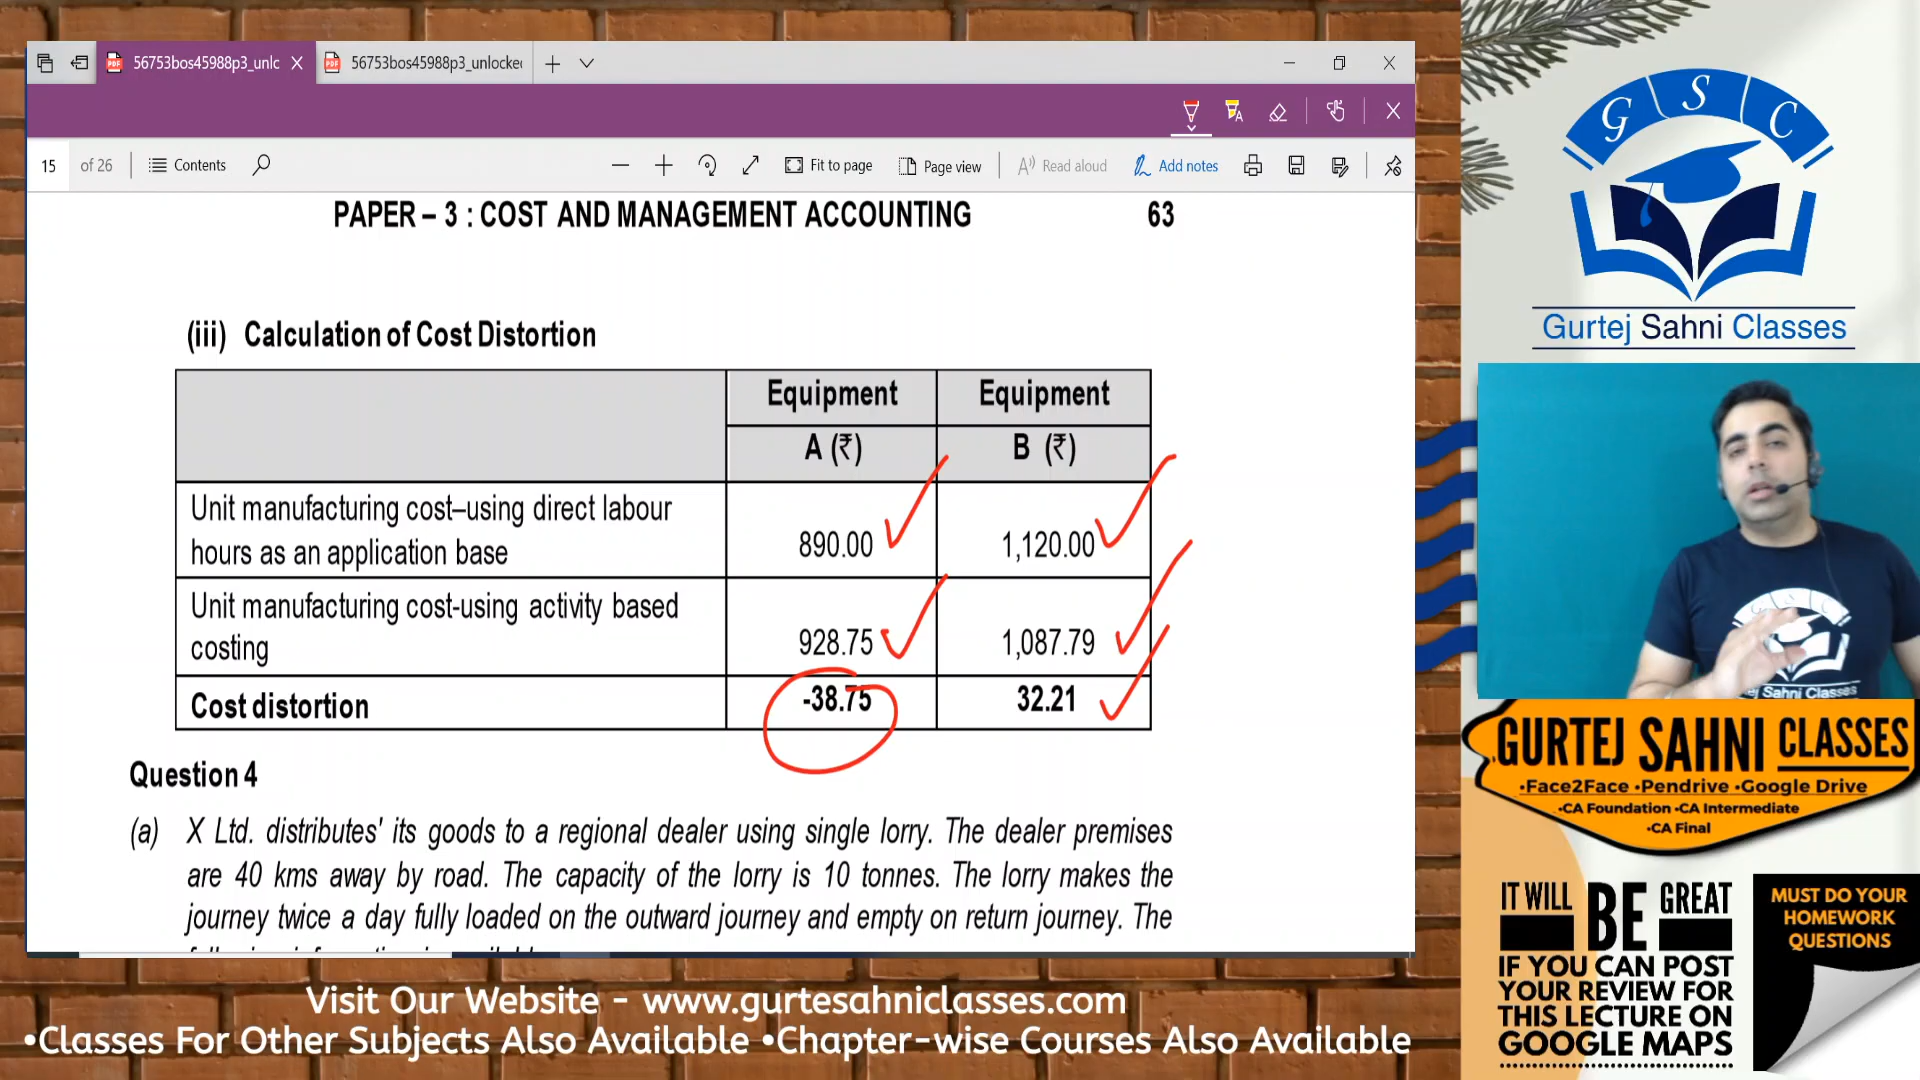 56753bos45988p3_unlc
56753bos45988p3_unlocked
15 of 26
Contents
Fit to page
Page view
Read aloud
Add notes
PAPER – 3 : COST AND MANAGEMENT ACCOUNTING 63
(iii) Calculation of Cost Distortion
Equipment Equipment
A (₹) B (₹)
Unit manufacturing cost–using direct labour
hours as an application base 890.00 1,120.00
Unit manufacturing cost-using activity based
costing 928.75 1,087.79
Cost distortion -38.75 32.21
Question 4
(a) X Ltd. distributes' its goods to a regional dealer using single lorry. The dealer premises
are 40 kms away by road. The capacity of the lorry is 10 tonnes. The lorry makes the
journey twice a day fully loaded on the outward journey and empty on return journey. The
G S C
Gurtej Sahni Classes
G S C
Sahni Classes
GURTEJ SAHNI CLASSES
•Face2Face •Pendrive •Google Drive
•CA Foundation •CA Intermediate
•CA Final
IT WILL BE GREAT
IF YOU CAN POST
YOUR REVIEW FOR
THIS LECTURE ON
GOOGLE MAPS
MUST DO YOUR
HOMEWORK
QUESTIONS
Visit Our Website - www.gurtesahniclasses.com
•Classes For Other Subjects Also Available •Chapter-wise Courses Also Available